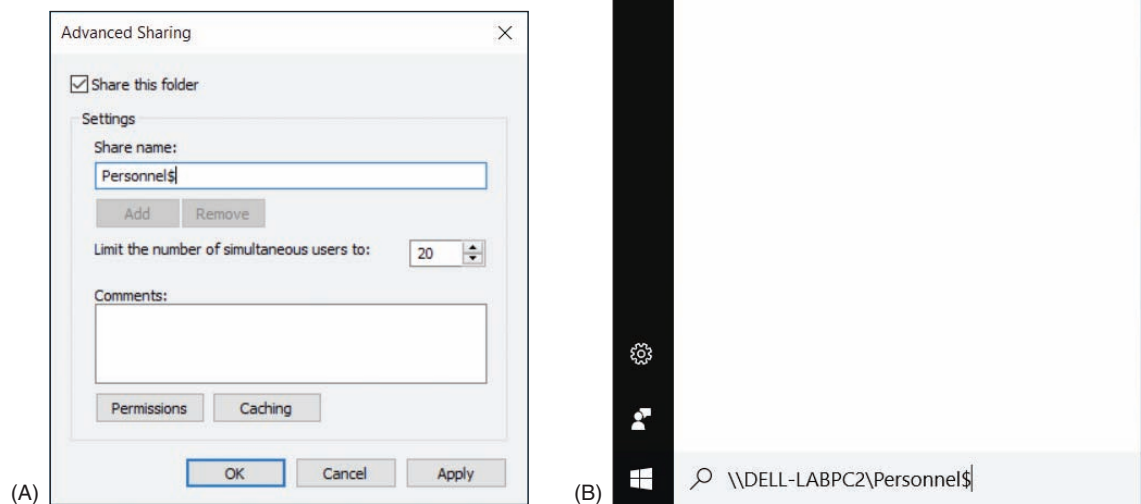 Advanced Sharing
Share this folder
Settings
Share name:
Personnel$
Add Remove
Limit the number of simultaneous users to: 20
Comments:
Permissions Caching
OK Cancel Apply
(A)
\\DELL-LABPC2\Personnel$
(B)